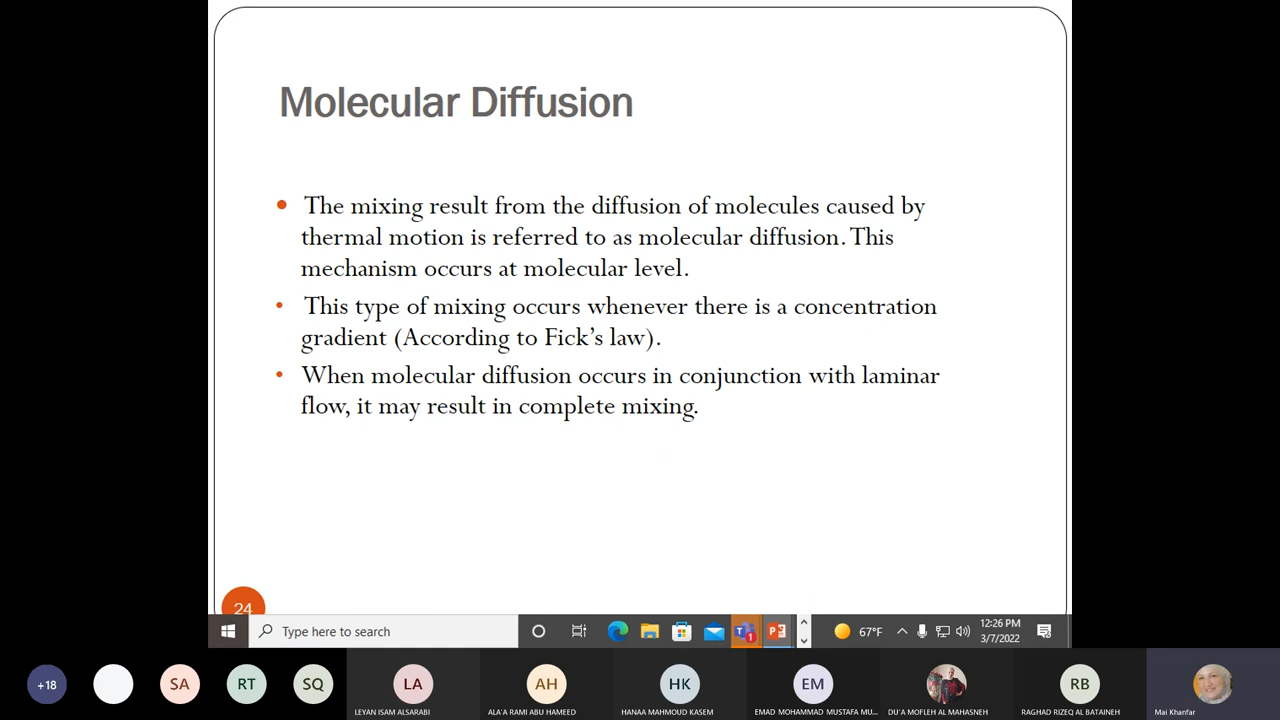 Molecular Diffusion
• The mixing result from the diffusion of molecules caused by
thermal motion is referred to as molecular diffusion. This
mechanism occurs at molecular level.
• This type of mixing occurs whenever there is a concentration
gradient (According to Fick's law).
• When molecular diffusion occurs in conjunction with laminar
flow, it may result in complete mixing.
24
Type here to search
1
67°F
12:26 PM
3/7/2022
+18
SA
RT
SQ
LA
AH
HK
EM
RB
LEYAN ISAM ALSARABI
ALA'A RAMI ABU HAMEED
HANAA MAHMOUD KASEM
EMAD MOHAMMAD MUSTAFA MU...
DU'A MOFLEH AL MAHASNEH
RAGHAD RIZEQ AL BATAINEH
Mai Khanfar